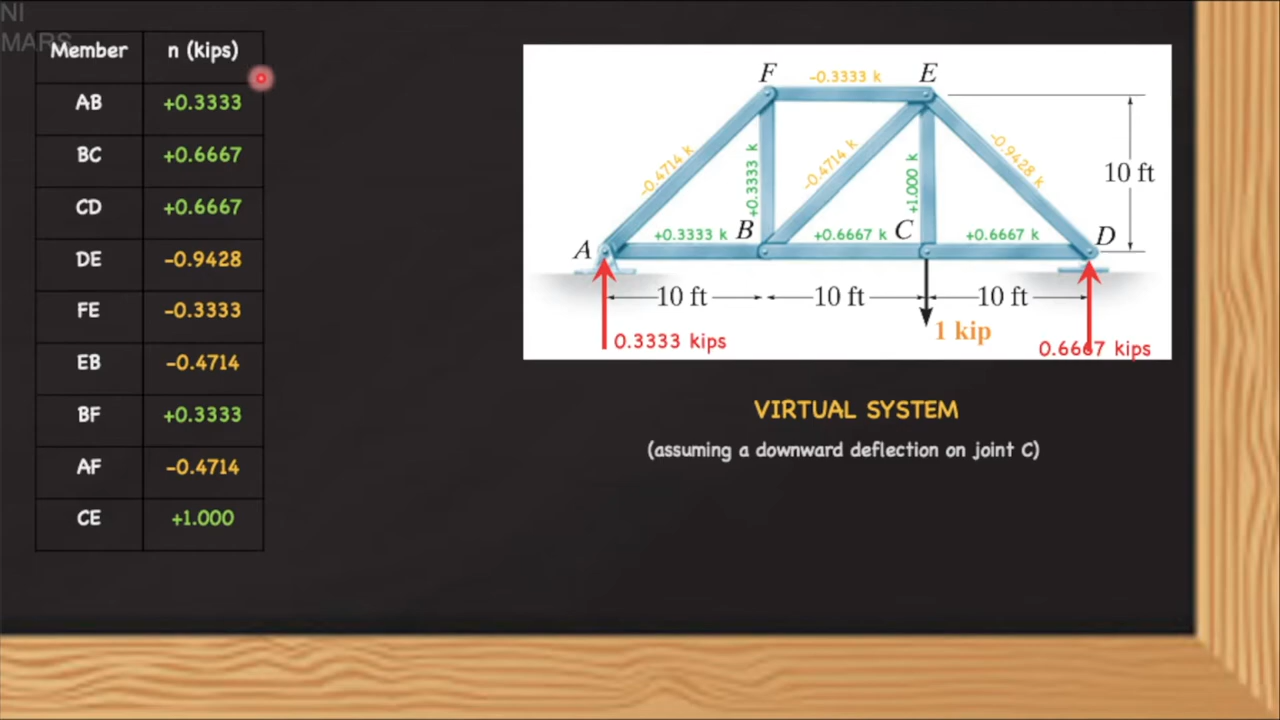 NI
MARS
Member n (kips)
AB +0.3333
BC +0.6667
CD +0.6667
DE -0.9428
FE -0.3333
EB -0.4714
BF +0.3333
AF -0.4714
CE +1.000
F -0.3333 k E
-0.4714 k
+0.3333 k
-0.4714 k
+1.000 k
-0.9428 k
10 ft
A +0.3333 k B +0.6667 k C +0.6667 k D
10 ft 10 ft 10 ft
0.3333 kips
1 kip
0.6667 kips
VIRTUAL SYSTEM
(assuming a downward deflection on joint C)